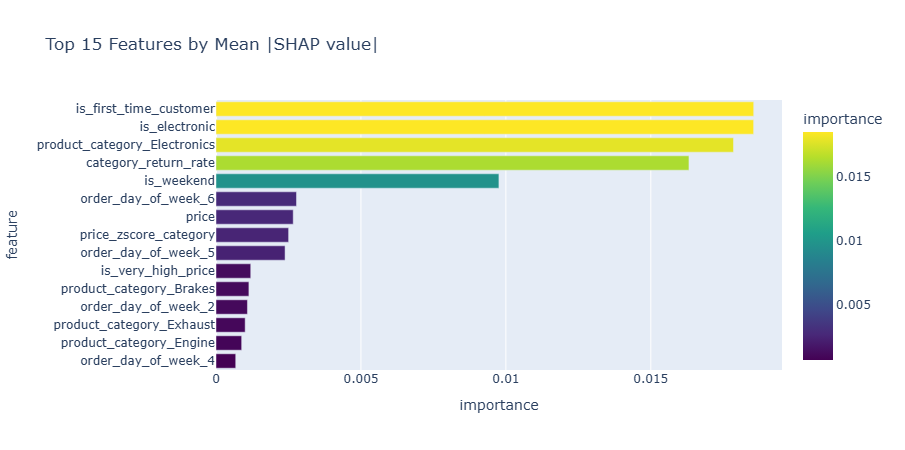 Top 15 Features by Mean |SHAP value|
is_first_time_customer
is_electronic
product_category_Electronics
category_return_rate
is_weekend
order_day_of_week_6
price
price_zscore_category
order_day_of_week_5
is_very_high_price
product_category_Brakes
order_day_of_week_2
product_category_Exhaust
product_category_Engine
order_day_of_week_4
feature
0
0.005
0.01
0.015
importance
importance
0.015
0.01
0.005